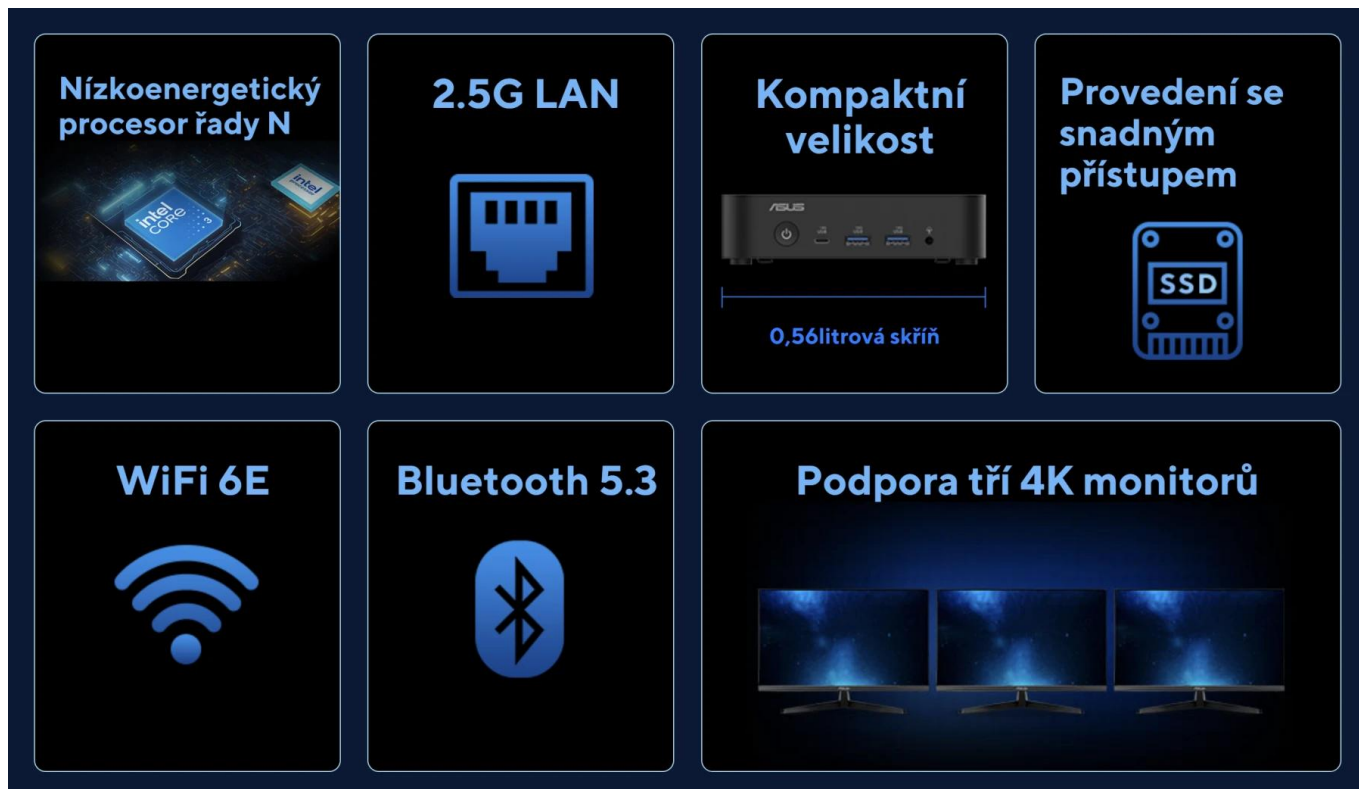 Nízkoenergetický
procesor řady N
intel
CORE
3
intel
2.5G LAN
Kompaktní
velikost
ASUS
0,56litrová skříň
Provedení se
snadným
přístupem
SSD
WiFi 6E
Bluetooth 5.3
Podpora tří 4K monitorů